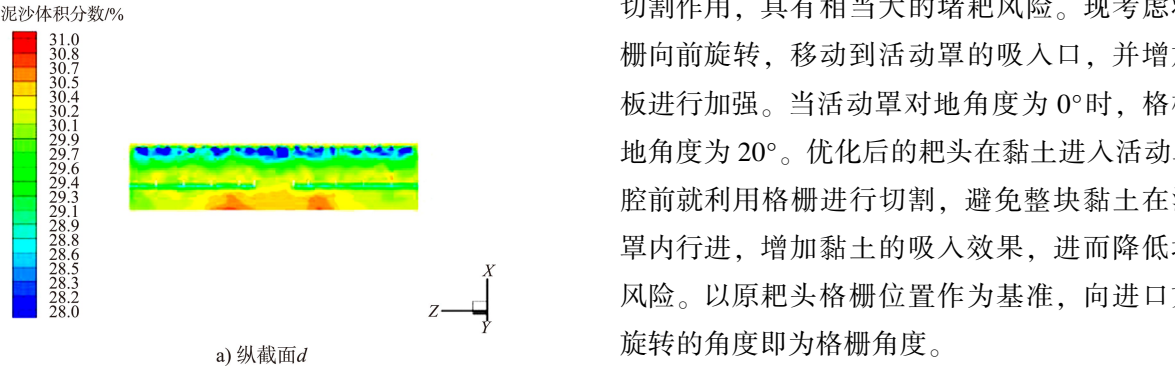 泥沙体积分数/%
31.0
30.8
30.7
30.5
30.4
30.2
30.1
29.9
29.7
29.6
29.4
29.3
29.1
28.9
28.8
28.6
28.5
28.3
28.2
28.0
X
Z
Y
a) 纵截面d
切割作用，具有相当大的堵耙风险。现考虑
栅向前旋转，移动到活动罩的吸入口，并增
板进行加强。当活动罩对地角度为 0°时，格
地角度为 20°。优化后的耙头在黏土进入活动
腔前就利用格栅进行切割，避免整块黏土在
罩内行进，增加黏土的吸入效果，进而降低
风险。以原耙头格栅位置作为基准，向进口
旋转的角度即为格栅角度。